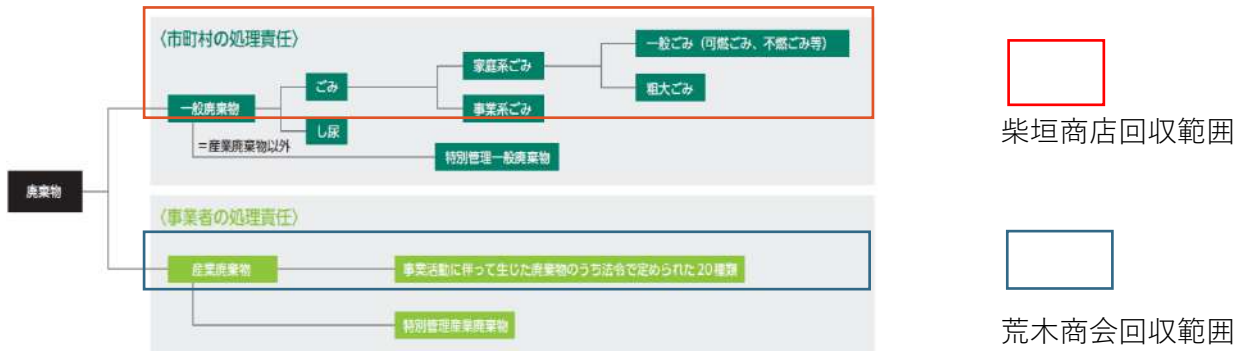 〈市町村の処理責任〉
一般ごみ（可燃ごみ、不燃ごみ等）
家庭系ごみ
ごみ
粗大ごみ
一般廃棄物
事業系ごみ
し尿
＝産業廃棄物以外
特別管理一般廃棄物
廃棄物
〈事業者の処理責任〉
産業廃棄物
事業活動に伴って生じた廃棄物のうち法令で定められた20種類
特別管理産業廃棄物
柴垣商店回収範囲
荒木商会回収範囲